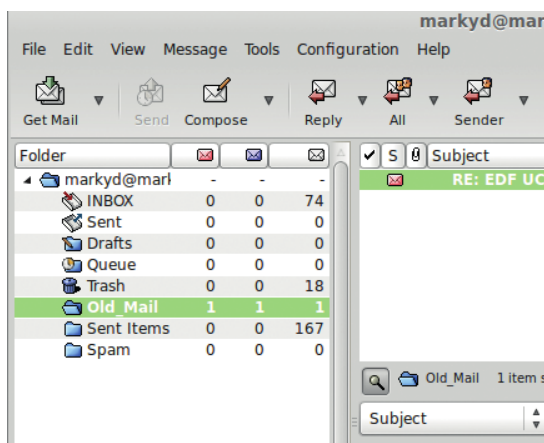 markyd@mar
File Edit View Message Tools Configuration Help
Get Mail Send Compose Reply All Sender
Folder
S Subject
markyd@mark - - -
RE: EDF UC
INBOX 0 0 74
Sent 0 0 0
Drafts 0 0 0
Queue 0 0 0
Trash 0 0 18
Old_Mail 1 1 1
Sent Items 0 0 167
Spam 0 0 0
Old_Mail 1 item s
Subject